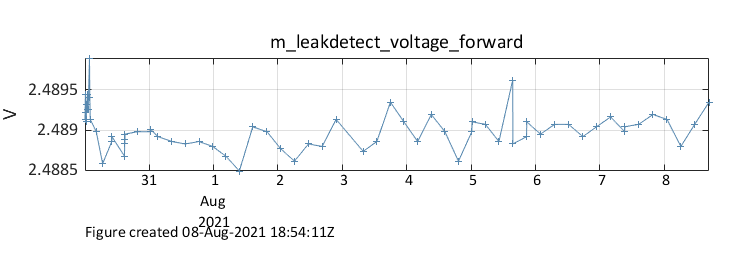 m_leakdetect_voltage_forward
V
2.4895
2.489
2.4885
31 1 2 3 4 5 6 7 8
Aug
2021
Figure created 08-Aug-2021 18:54:11Z